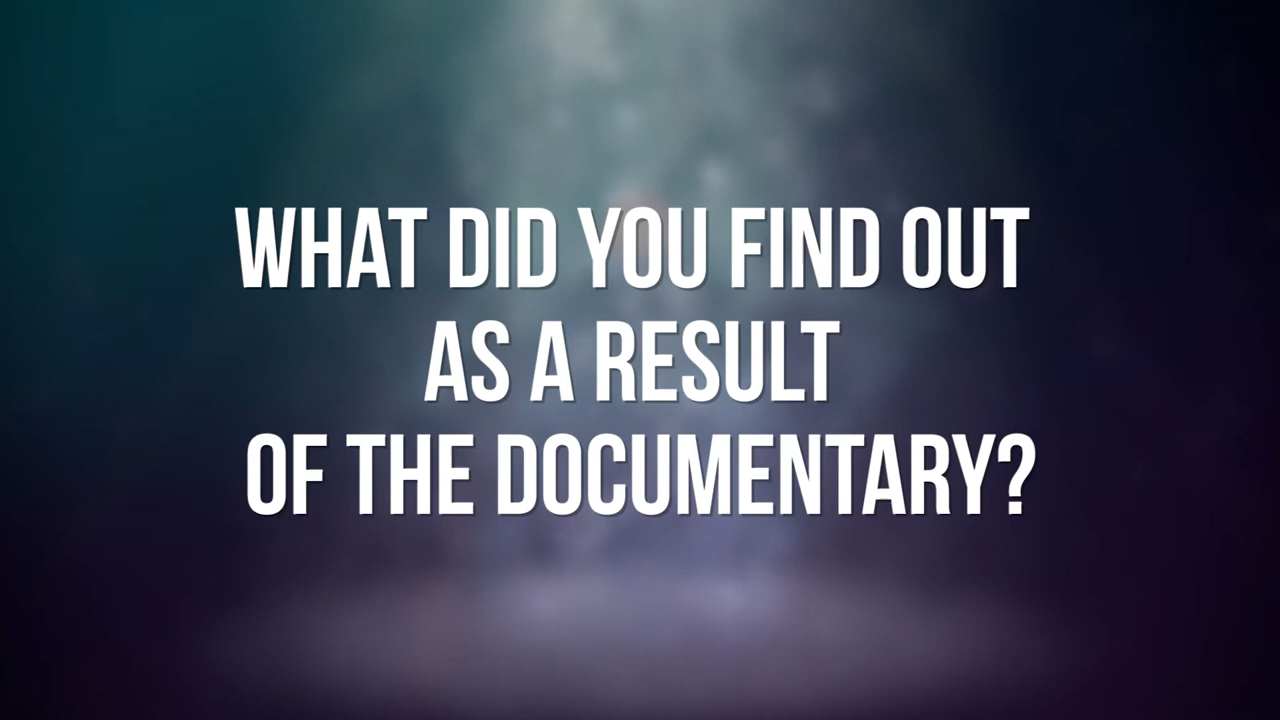 WHAT DID YOU FIND OUT
AS A RESULT
OF THE DOCUMENTARY?